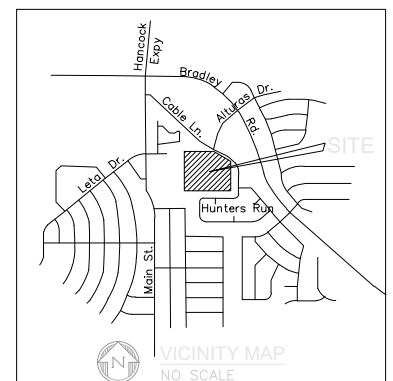 Hancock
Expy
Bradley
Rd.
Cable Ln.
Alturas Dr.
SITE
Leta Dr.
Hunters Run
Main St.
N
VICINITY MAP
NO SCALE